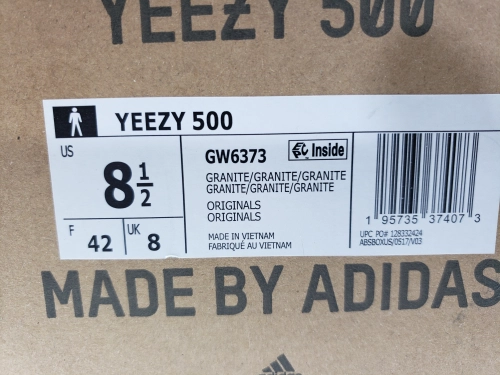 YEEZY 500
YEEZY 500
US
8 1/2
F
42
UK
8
GW6373
Inside
GRANITE/GRANITE/GRANITE
GRANITE/GRANITE/GRANITE
ORIGINALS
ORIGINALS
MADE IN VIETNAM
FABRIQUÉ AU VIETNAM
1 95735 37407 3
UPC PO# 128332424
ABSBOXUS/0517/V03
MADE BY ADIDAS